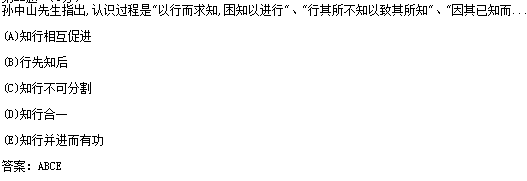 孙中山先生指出,认识过程是"以行而求知,困知以进行"、"行其所不知以致其所知"、"因其已知而...
(A)知行相互促进
(B)行先知后
(C)知行不可分割
(D)知行合一
(E)知行并进而有功
答案: ABCE